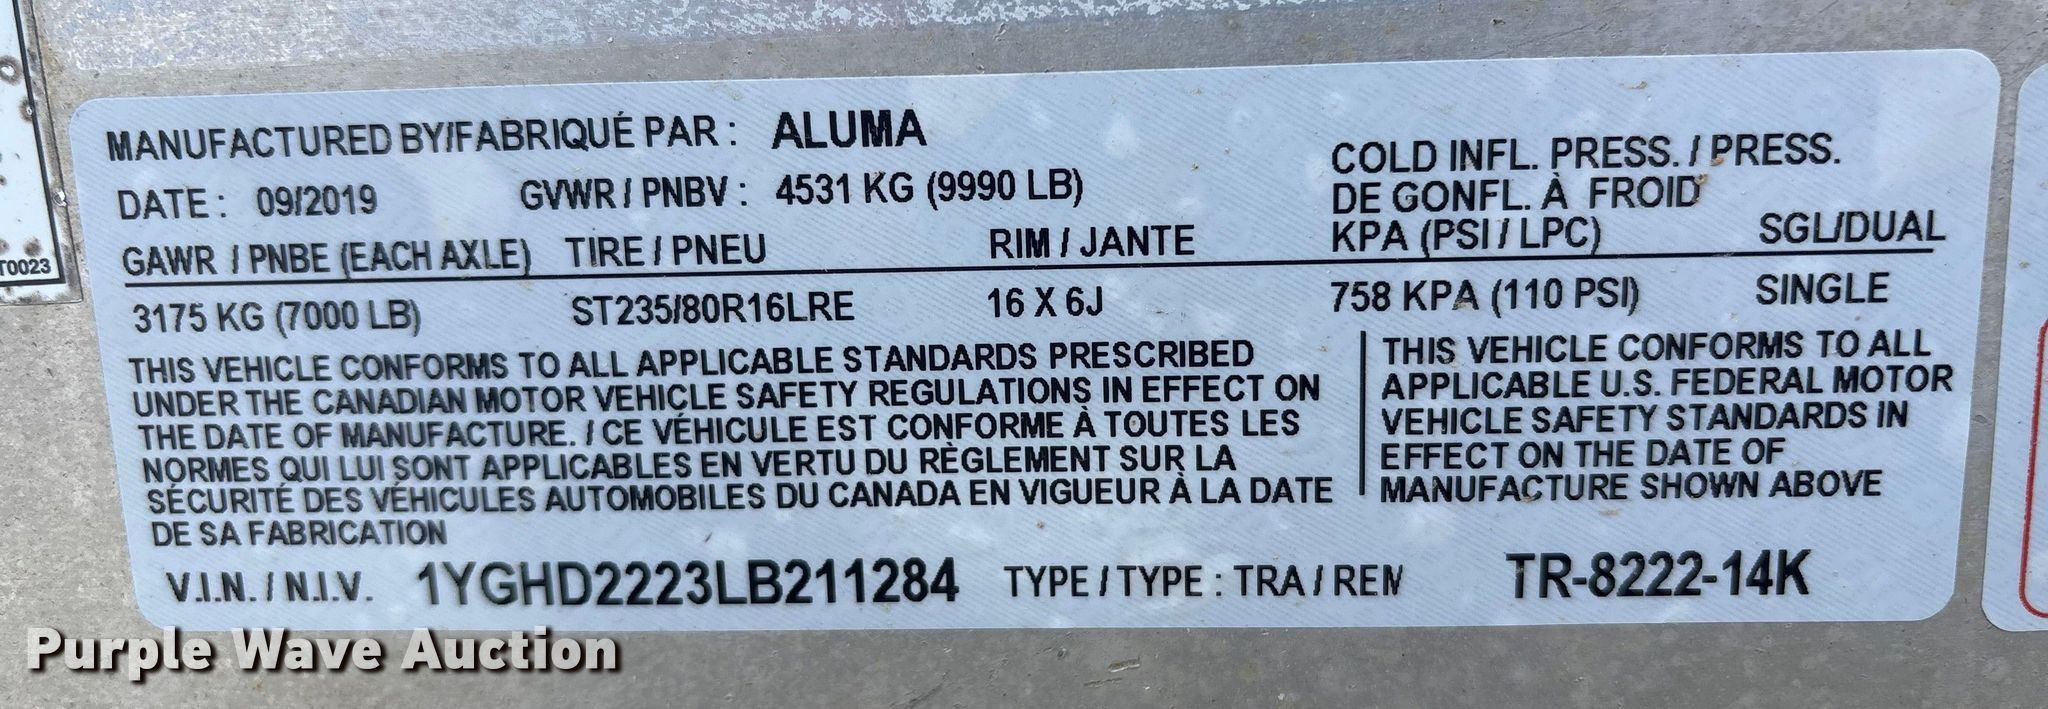 MANUFACTURED BY/FABRIQUÉ PAR : ALUMA
DATE : 09/2019 GVWR / PNBV : 4531 KG (9990 LB)
COLD INFL. PRESS. / PRESS.
DE GONFL. À FROID
GAWR / PNBE (EACH AXLE) TIRE / PNEU RIM / JANTE KPA (PSI / LPC) SGL/DUAL
3175 KG (7000 LB) ST235/80R16LRE 16 X 6J 758 KPA (110 PSI) SINGLE
THIS VEHICLE CONFORMS TO ALL APPLICABLE STANDARDS PRESCRIBED
UNDER THE CANADIAN MOTOR VEHICLE SAFETY REGULATIONS IN EFFECT ON
THE DATE OF MANUFACTURE. / CE VÉHICULE EST CONFORME À TOUTES LES
NORMES QUI LUI SONT APPLICABLES EN VERTU DU RÈGLEMENT SUR LA
SÉCURITÉ DES VÉHICULES AUTOMOBILES DU CANADA EN VIGUEUR À LA DATE
DE SA FABRICATION
THIS VEHICLE CONFORMS TO ALL
APPLICABLE U.S. FEDERAL MOTOR
VEHICLE SAFETY STANDARDS IN
EFFECT ON THE DATE OF
MANUFACTURE SHOWN ABOVE
V.I.N. / N.I.V. 1YGHD2223LB211284 TYPE / TYPE : TRA / REM TR-8222-14K
T0023
Purple Wave Auction